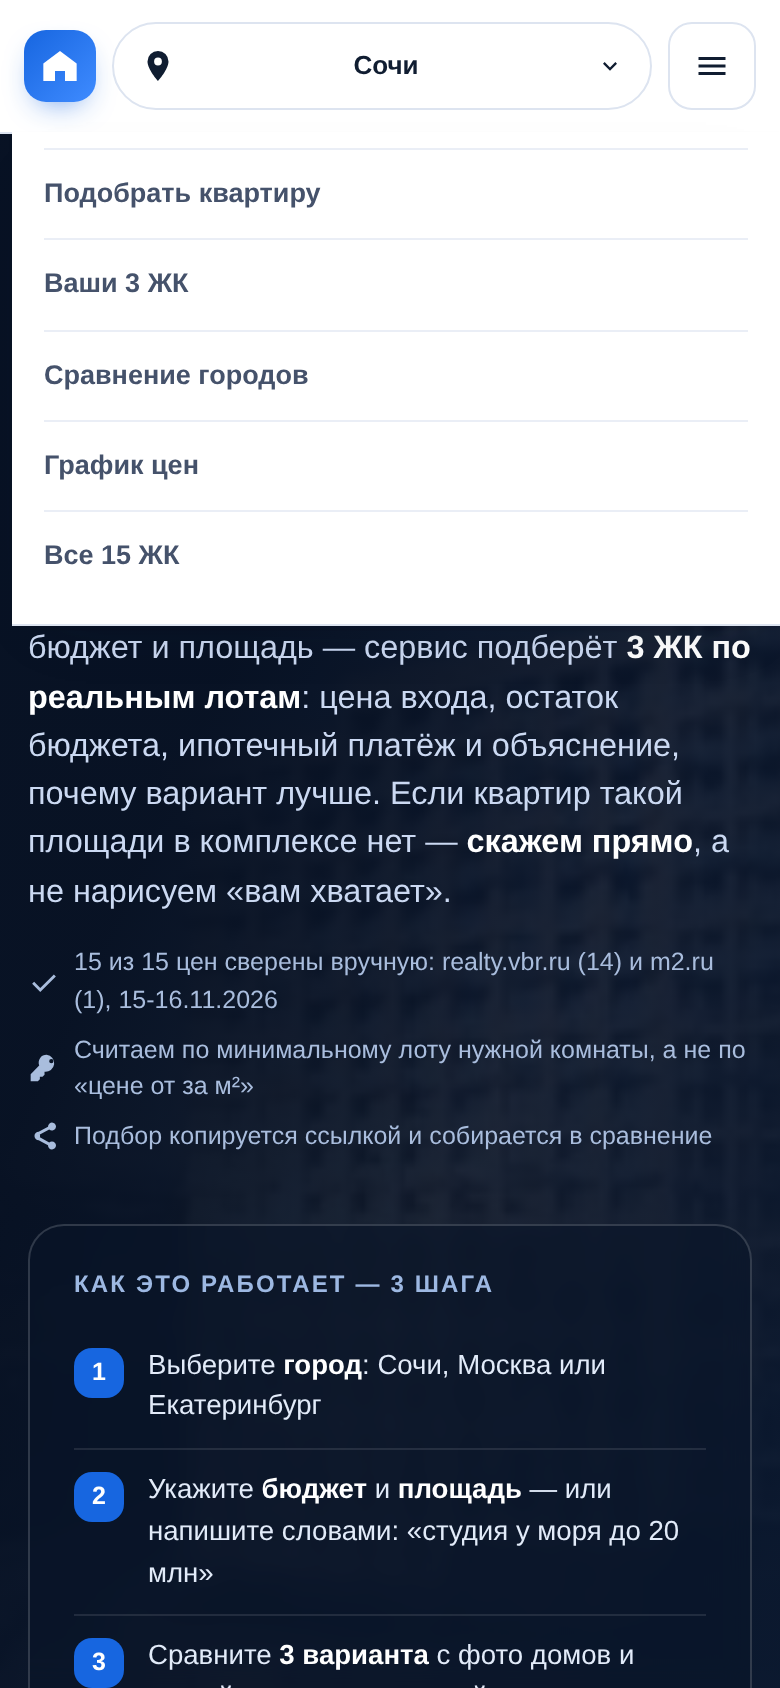 Сочи
Подобрать квартиру
Ваши 3 ЖК
Сравнение городов
График цен
Все 15 ЖК
бюджет и площадь — сервис подберёт 3 ЖК по
реальным лотам: цена входа, остаток
бюджета, ипотечный платёж и объяснение,
почему вариант лучше. Если квартир такой
площади в комплексе нет — скажем прямо, а
не нарисуем «вам хватает».
15 из 15 цен сверены вручную: realty.vbr.ru (14) и m2.ru
(1), 15-16.11.2026
Считаем по минимальному лоту нужной комнаты, а не по
«цене от за м²»
Подбор копируется ссылкой и собирается в сравнение
КАК ЭТО РАБОТАЕТ — 3 ШАГА
1 Выберите город: Сочи, Москва или
Екатеринбург
2 Укажите бюджет и площадь — или
напишите словами: «студия у моря до 20
млн»
3 Сравните 3 варианта с фото домов и